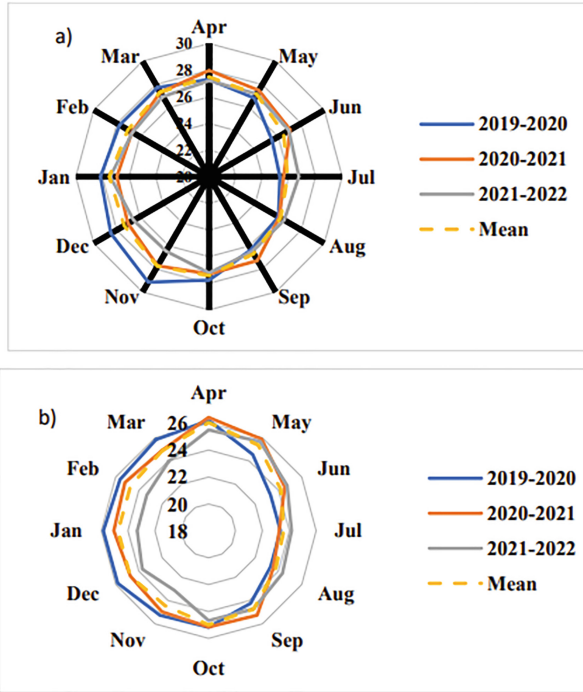 a)
Apr
May
Jun
Jul
Aug
Sep
Oct
Nov
Dec
Jan
Feb
Mar
30
28
26
24
22
20
2019-2020
2020-2021
2021-2022
Mean
b)
Apr
May
Jun
Jul
Aug
Sep
Oct
Nov
Dec
Jan
Feb
Mar
26
24
22
20
18
2019-2020
2020-2021
2021-2022
Mean